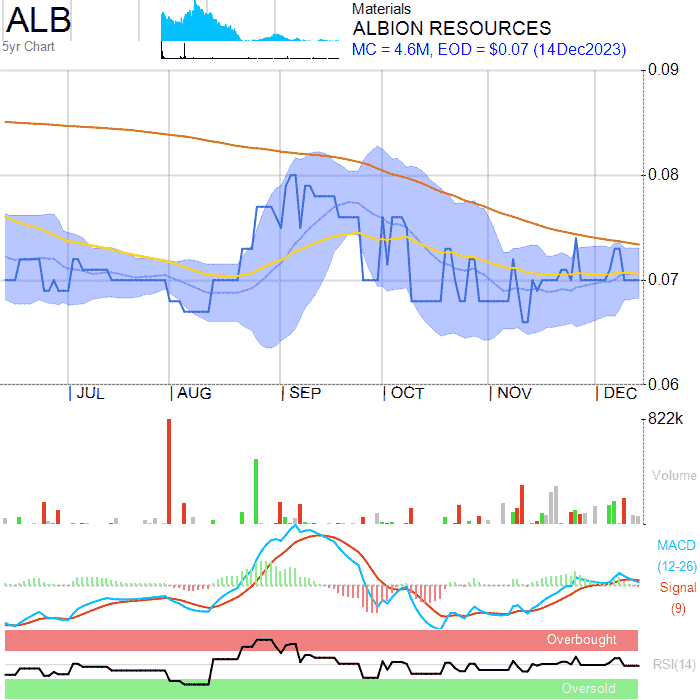 ALB
5yr Chart
Materials
ALBION RESOURCES
MC = 4.6M, EOD = $0.07 (14Dec2023)
0.09
0.08
0.07
0.06
| JUL | AUG | SEP | OCT | NOV | DEC
822k
Volume
MACD
(12-26)
Signal
(9)
Overbought
RSI(14)
Oversold